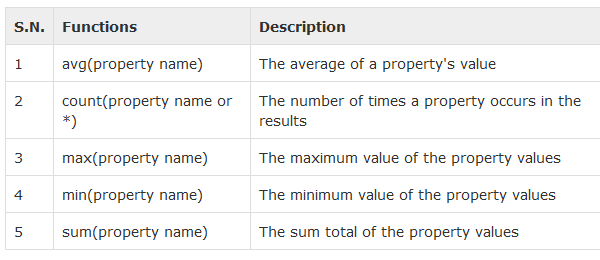 S.N. Functions Description
1 avg(property name) The average of a property's value
2 count(property name or The number of times a property occurs in the
*) results
3 max(property name) The maximum value of the property values
4 min(property name) The minimum value of the property values
5 sum(property name) The sum total of the property values